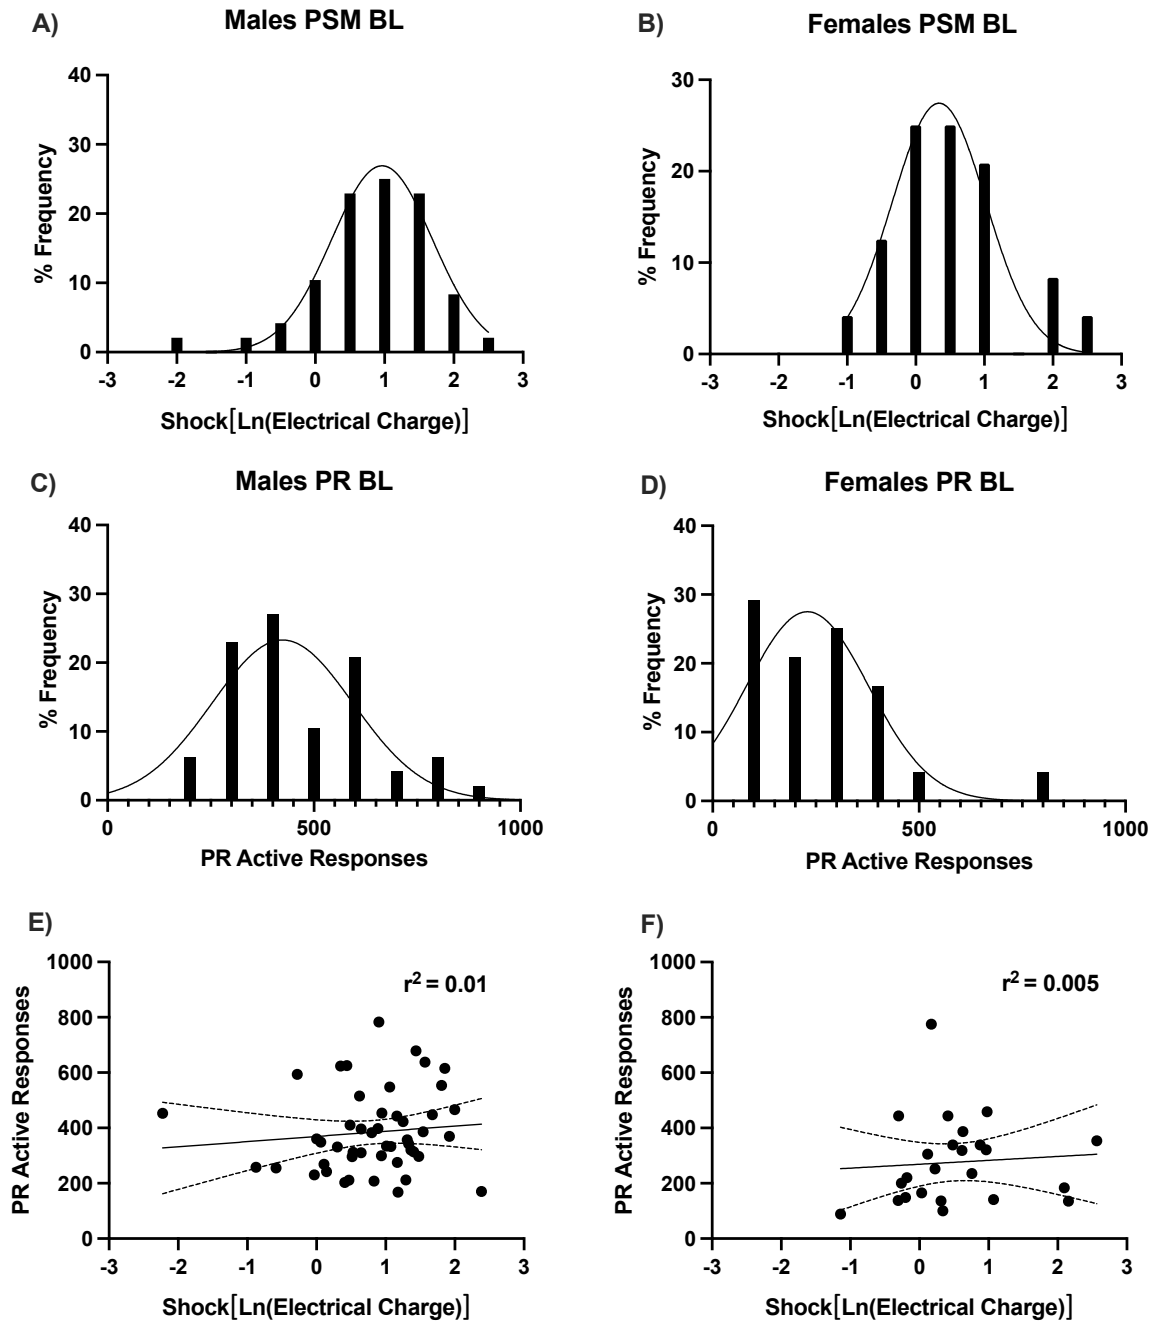 A)
Males PSM BL
40
30
20
10
0
% Frequency
-3 -2 -1 0 1 2 3
Shock[Ln(Electrical Charge)]
B)
Females PSM BL
30
20
10
0
% Frequency
-3 -2 -1 0 1 2 3
Shock[Ln(Electrical Charge)]
C)
Males PR BL
40
30
20
10
0
% Frequency
0 500 1000
PR Active Responses
D)
Females PR BL
40
30
20
10
0
% Frequency
0 500 1000
PR Active Responses
E)
r² = 0.01
1000
800
600
400
200
0
PR Active Responses
-3 -2 -1 0 1 2 3
Shock[Ln(Electrical Charge)]
F)
r² = 0.005
1000
800
600
400
200
0
PR Active Responses
-3 -2 -1 0 1 2 3
Shock[Ln(Electrical Charge)]